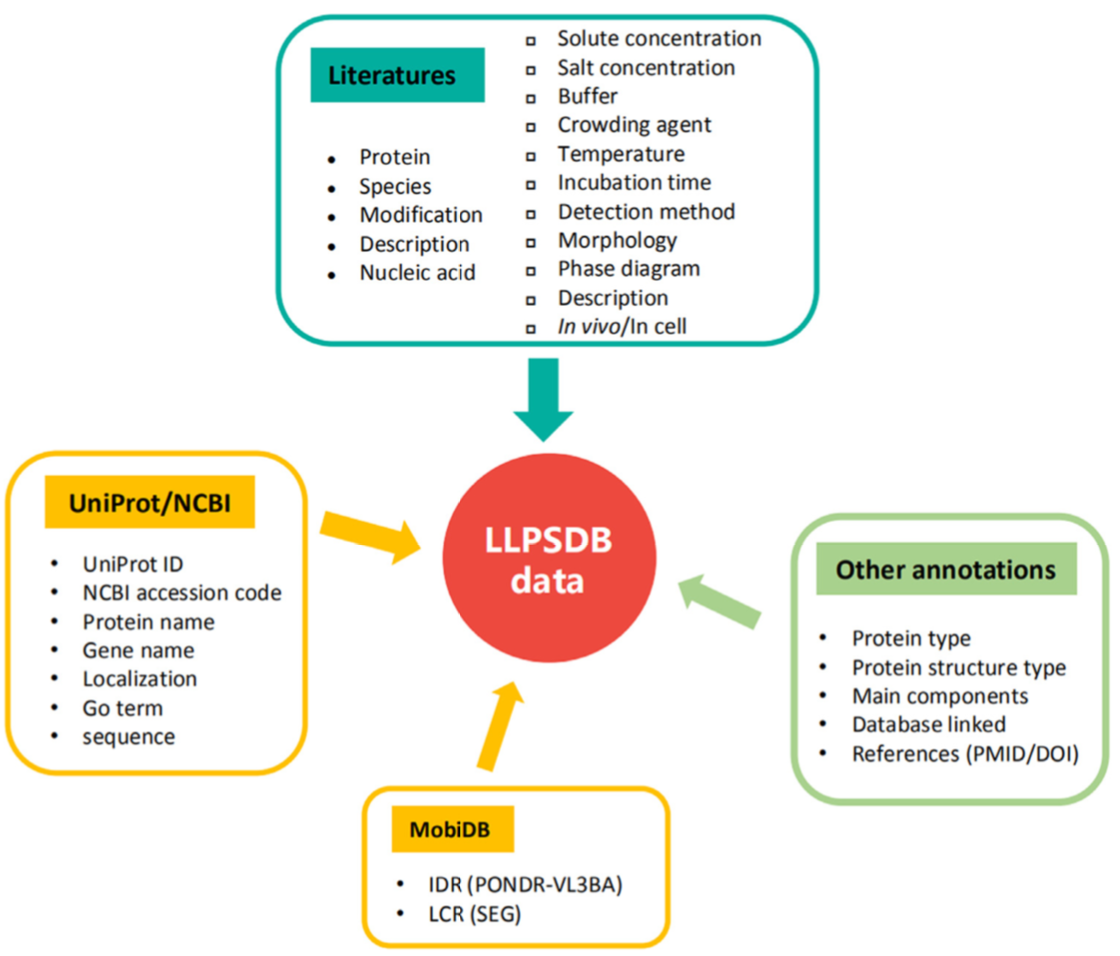 Literatures
• Protein
• Species
• Modification
• Description
• Nucleic acid
Solute concentration
Salt concentration
Buffer
Crowding agent
Temperature
Incubation time
Detection method
Morphology
Phase diagram
Description
In vivo/In cell
UniProt/NCBI
• UniProt ID
• NCBI accession code
• Protein name
• Gene name
• Localization
• Go term
• sequence
LLPSDB
data
Other annotations
• Protein type
• Protein structure type
• Main components
• Database linked
• References (PMID/DOI)
MobiDB
• IDR (PONDR-VL3BA)
• LCR (SEG)